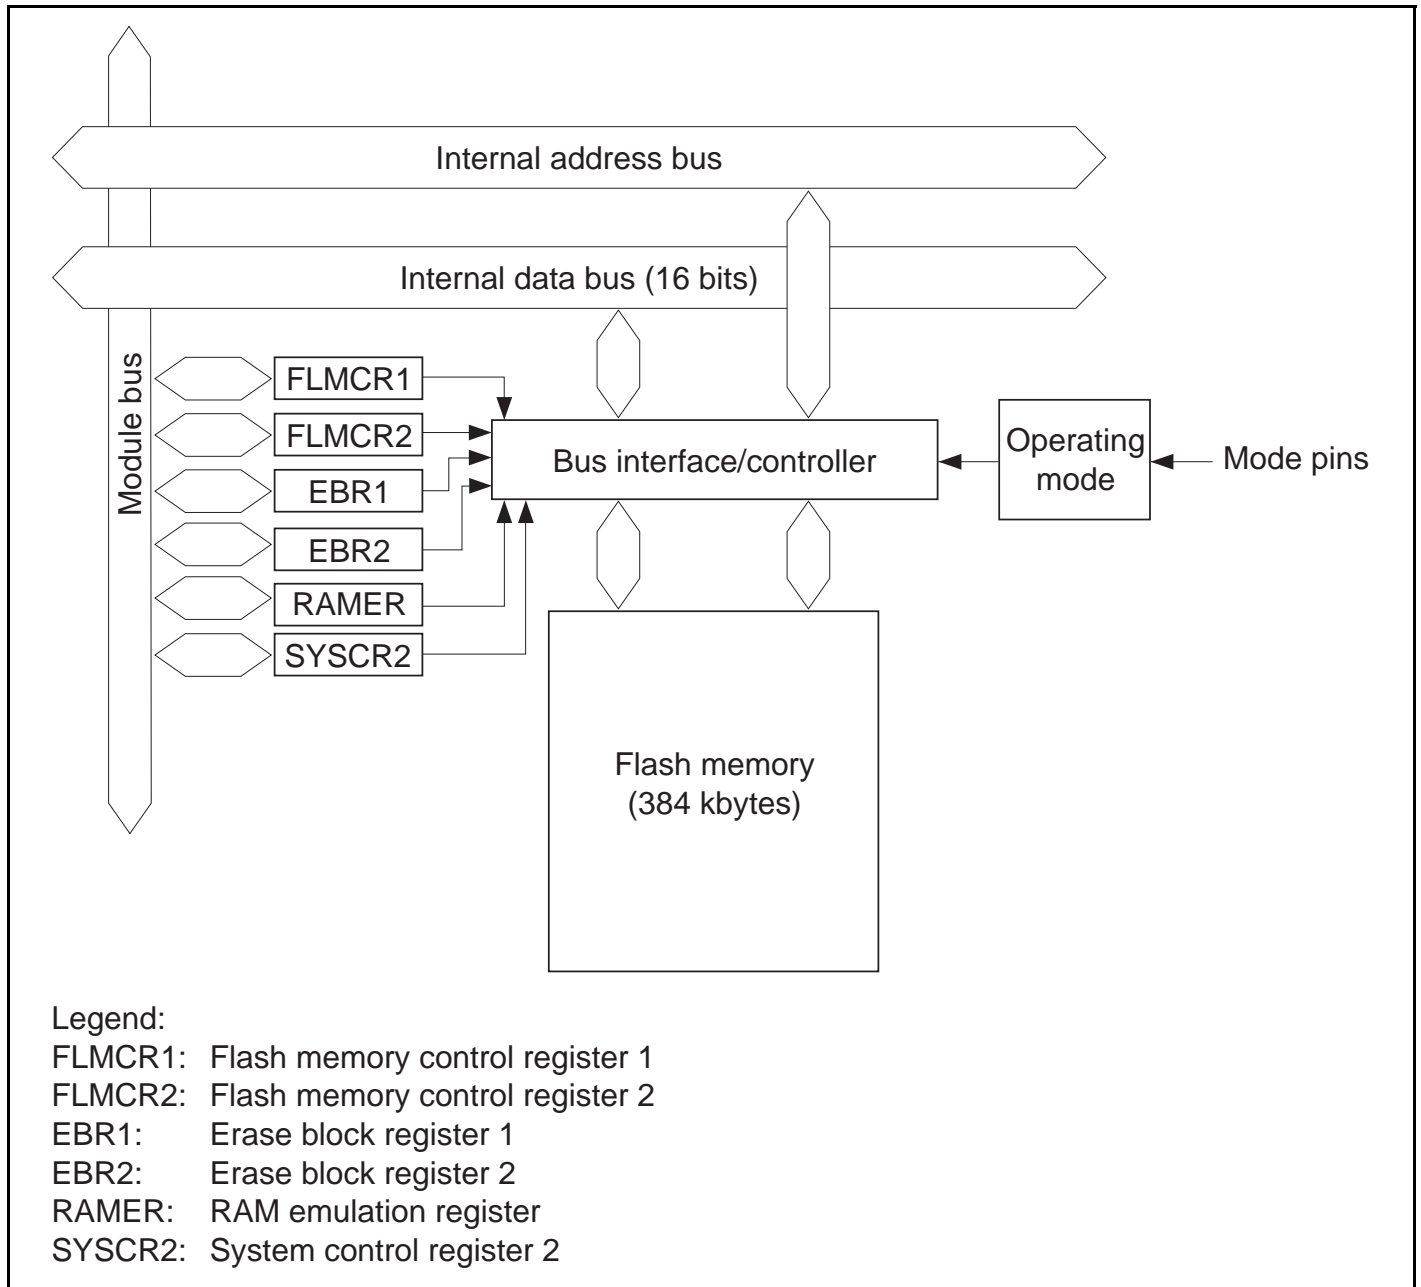 Internal address bus
Internal data bus (16 bits)
Module bus
FLMCR1
FLMCR2
EBR1
EBR2
RAMER
SYSCR2
Bus interface/controller
Operating
mode
Mode pins
Flash memory
(384 kbytes)
Legend:
FLMCR1: Flash memory control register 1
FLMCR2: Flash memory control register 2
EBR1: Erase block register 1
EBR2: Erase block register 2
RAMER: RAM emulation register
SYSCR2: System control register 2